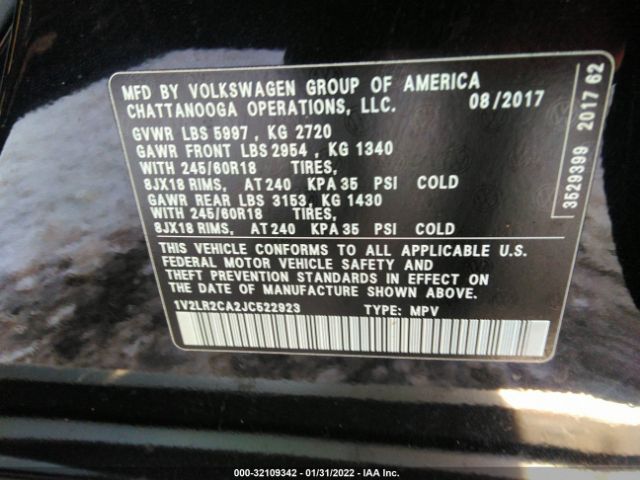 MFD BY VOLKSWAGEN GROUP OF AMERICA
CHATTANOOGA OPERATIONS, LLC. 08/2017
GVWR LBS 5997 , KG 2720
GAWR FRONT LBS 2954 , KG 1340
WITH 245/60R18 TIRES,
8JX18 RIMS, AT 240 KPA 35 PSI COLD
GAWR REAR LBS 3153, KG 1430
WITH 245/60R18 TIRES,
8JX18 RIMS, AT 240 KPA 35 PSI COLD
THIS VEHICLE CONFORMS TO ALL APPLICABLE U.S.
FEDERAL MOTOR VEHICLE SAFETY AND
THEFT PREVENTION STANDARDS IN EFFECT ON
THE DATE OF MANUFACTURE SHOWN ABOVE.
1V2LR2CA2JC522923 TYPE: MPV
3529399 2017 62
000-32109342 - 01/31/2022 - IAA Inc.